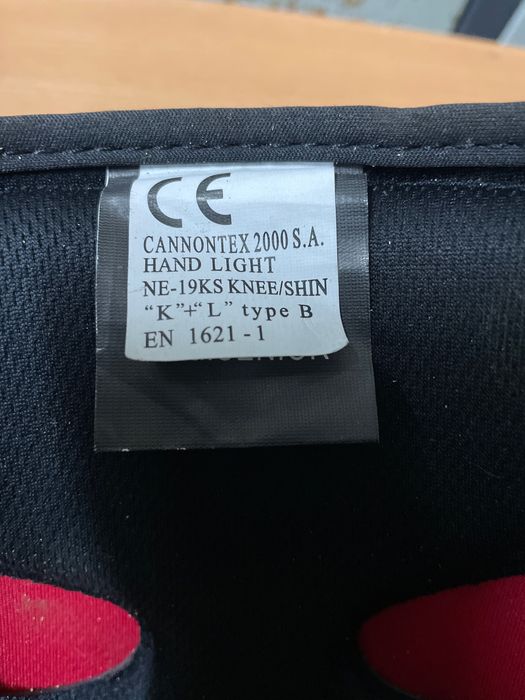 CE
CANNONTEX 2000 S.A.
HAND LIGHT
NE-19KS KNEE/SHIN
"K"+"L" type B
EN 1621-1